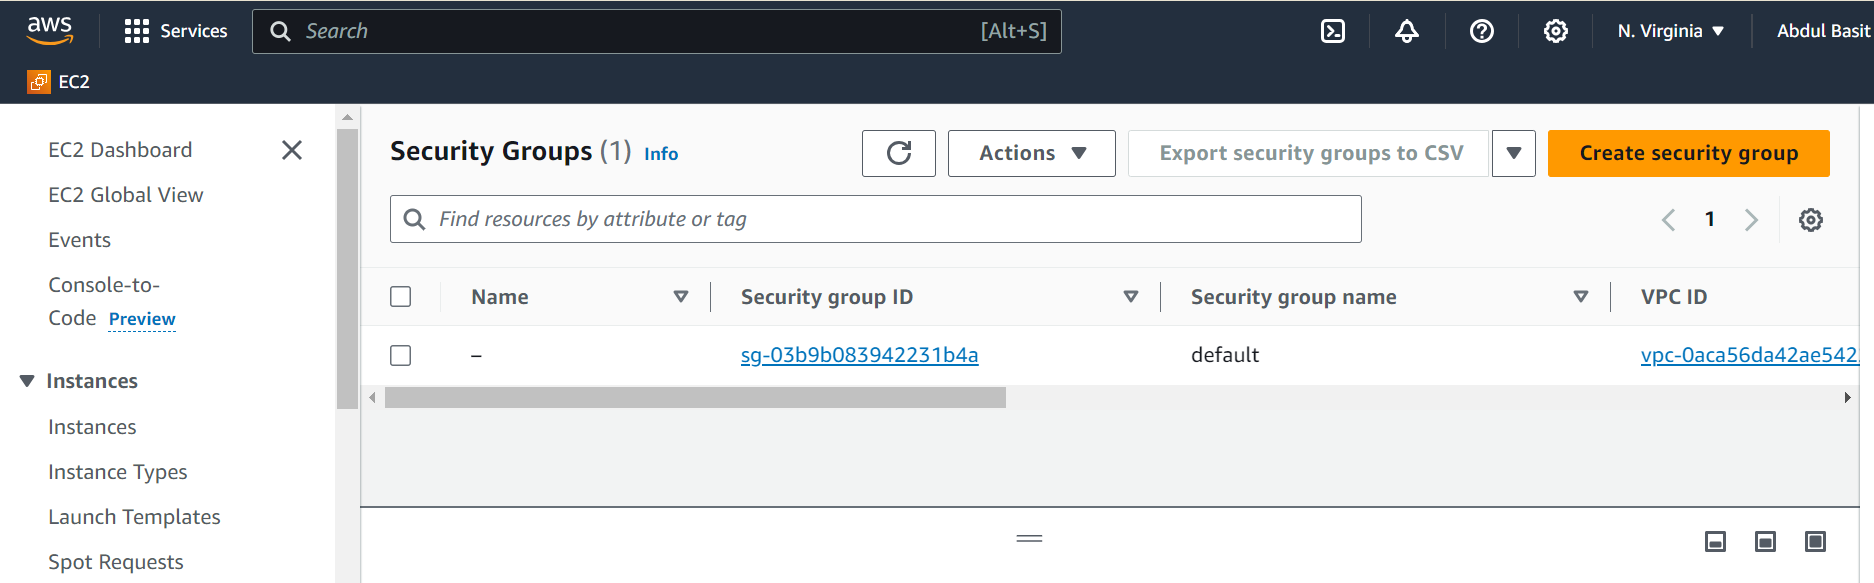 aws
Services
Search [Alt+S]
N. Virginia
Abdul Basit
EC2
EC2 Dashboard
EC2 Global View
Events
Console-to-
Code Preview
Instances
Instances
Instance Types
Launch Templates
Spot Requests
Security Groups (1) Info
Actions
Export security groups to CSV
Create security group
Find resources by attribute or tag
1
Name Security group ID Security group name VPC ID
– sg-03b9b083942231b4a default vpc-0aca56da42ae542